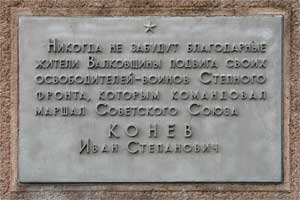 Никогда не забудут благодарные
жители Валковщины подвига своих
освободителей-воинов Степного
фронта, которым командовал
маршал Советского Союза
КОНЕВ
Иван Степанович